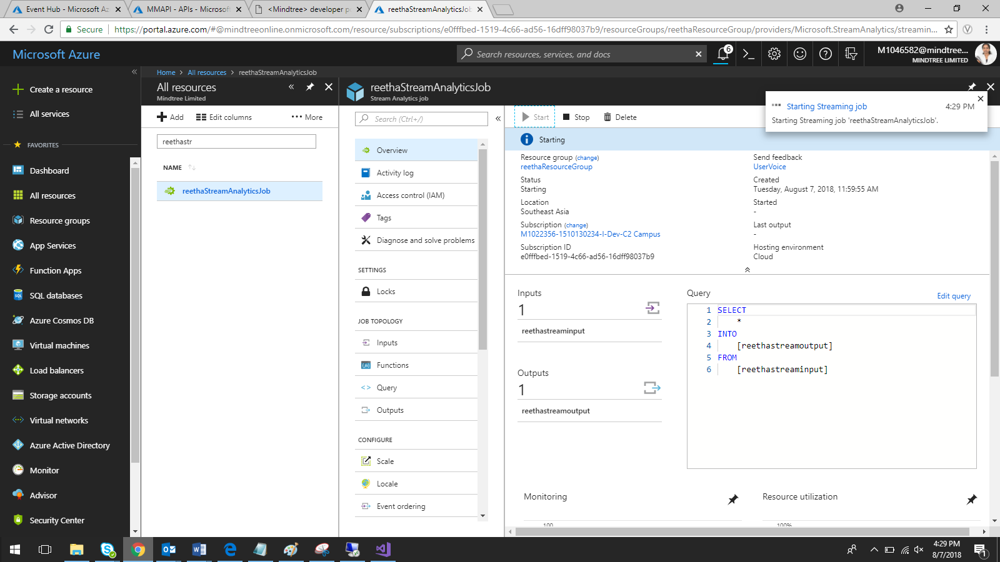 Event Hub - Microsoft Az
MMAPI - APIs - Microsoft
<Mindtree> developer po
reethaStreamAnalyticsJob
Secure
https://portal.azure.com/#@mindtreeonline.onmicrosoft.com/resource/subscriptions/e0fffbed-1519-4c66-ad56-16dff98037b9/resourceGroups/reethaResourceGroup/providers/Microsoft.StreamAnalytics/streamin...
Microsoft Azure
Search resources, services, and docs
6
M1046582@mindtree...
MINDTREE LIMITED
Create a resource
All services
FAVORITES
Dashboard
All resources
Resource groups
App Services
Function Apps
SQL databases
Azure Cosmos DB
Virtual machines
Load balancers
Storage accounts
Virtual networks
Azure Active Directory
Monitor
Advisor
Security Center
Home > All resources > reethaStreamAnalyticsJob
All resources
Mindtree Limited
Add
Edit columns
More
reethastr
NAME
reethaStreamAnalyticsJob
reethaStreamAnalyticsJob
Stream Analytics job
Search (Ctrl+/)
Overview
Activity log
Access control (IAM)
Tags
Diagnose and solve problems
SETTINGS
Locks
JOB TOPOLOGY
Inputs
Functions
Query
Outputs
CONFIGURE
Scale
Locale
Event ordering
Start
Stop
Delete
Starting Streaming job
4:29 PM
Starting Streaming job 'reethaStreamAnalyticsJob'.
Starting
Resource group (change)
reethaResourceGroup
Status
Starting
Location
Southeast Asia
Subscription (change)
M1022356-1510130234-I-Dev-C2 Campus
Subscription ID
e0fffbed-1519-4c66-ad56-16dff98037b9
Send feedback
UserVoice
Created
Tuesday, August 7, 2018, 11:59:55 AM
Started
-
Last output
-
Hosting environment
Cloud
Inputs
1
reethastreaminput
Outputs
1
reethastreamoutput
Query
Edit query
1 SELECT
2 *
3 INTO
4 [reethastreamoutput]
5 FROM
6 [reethastreaminput]
Monitoring
100
Resource utilization
100%
4:29 PM
8/7/2018
1